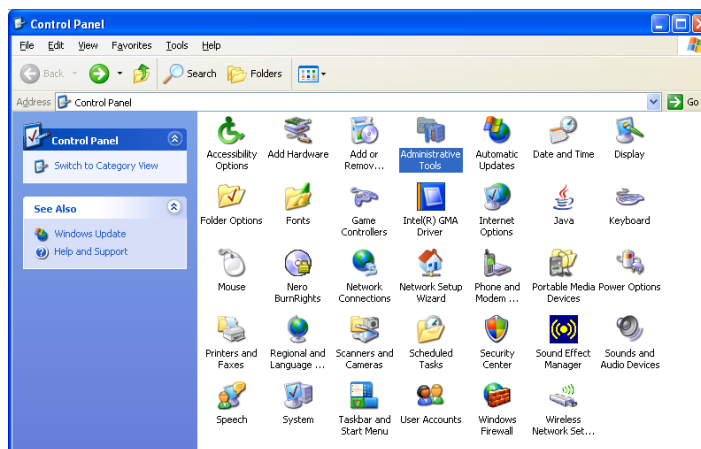 Control Panel
File Edit View Favorites Tools Help
Back Search Folders
Address Control Panel Go
Control Panel
Switch to Category View
See Also
Windows Update
Help and Support
Accessibility Options
Add Hardware
Add or Remov...
Administrative Tools
Automatic Updates
Date and Time
Display
Folder Options
Fonts
Game Controllers
Intel(R) GMA Driver
Internet Options
Java
Keyboard
Mouse
Nero BurnRights
Network Connections
Network Setup Wizard
Phone and Modem ...
Portable Media Devices
Power Options
Printers and Faxes
Regional and Language ...
Scanners and Cameras
Scheduled Tasks
Security Center
Sound Effect Manager
Sounds and Audio Devices
Speech
System
Taskbar and Start Menu
User Accounts
Windows Firewall
Wireless Network Set...